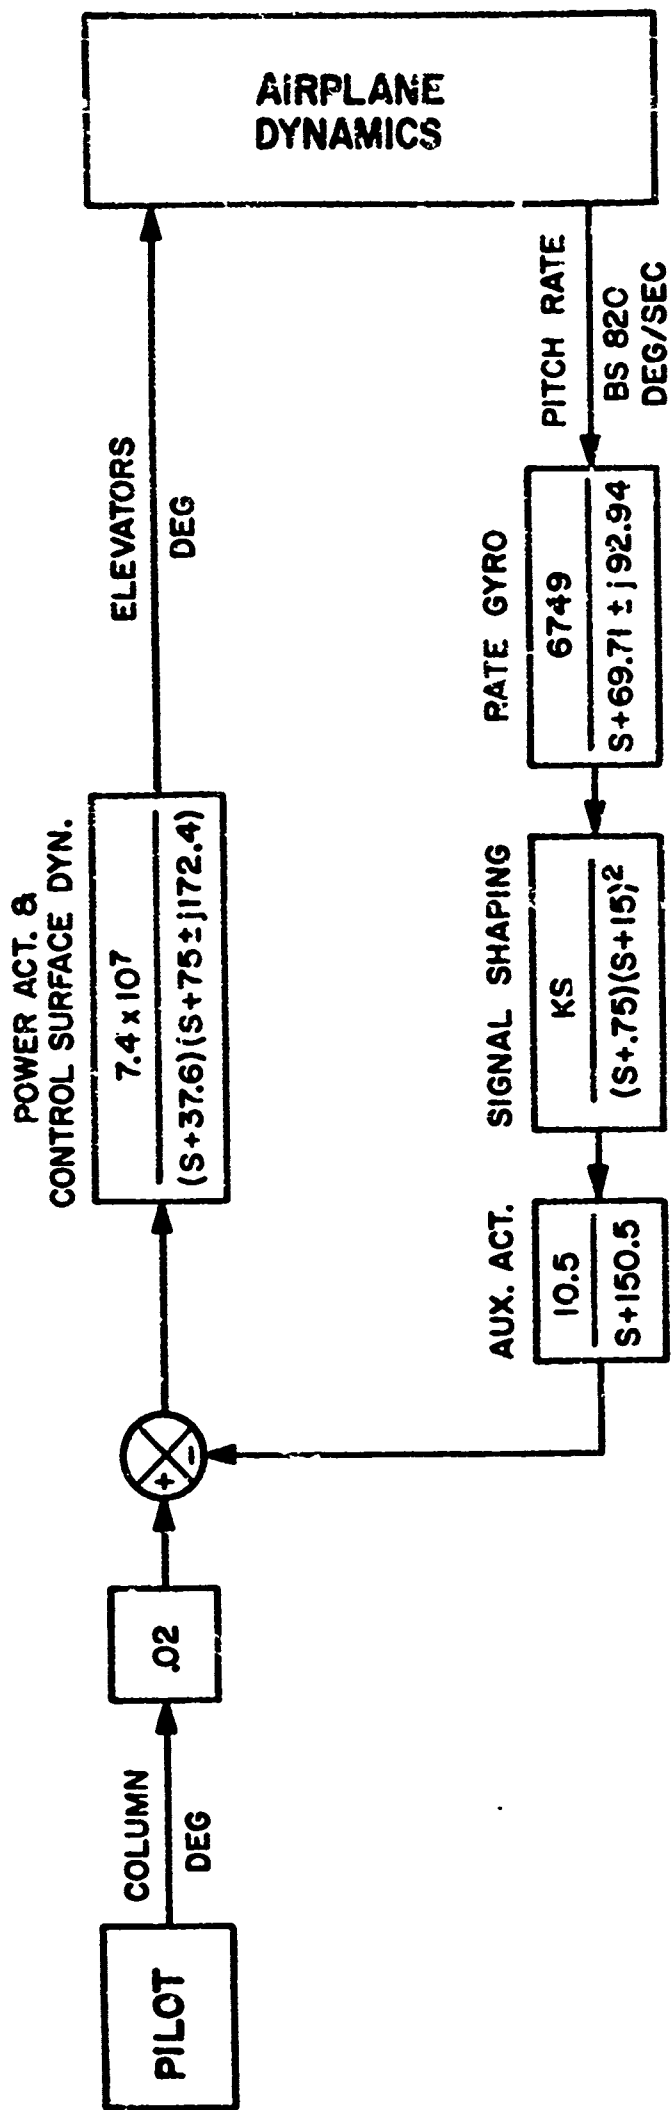 PILOT
COLUMN
DEG
.02
+
-
POWER ACT. &
CONTROL SURFACE DYN.
7.4 x 10⁷
(S+37.6)(S+75±j172.4)
ELEVATORS
DEG
AIRPLANE
DYNAMICS
PITCH RATE
BS 820
DEG/SEC
RATE GYRO
6749
S+69.71 ± j92.94
SIGNAL SHAPING
KS
(S+.75)(S+15)²
AUX. ACT.
10.5
S+150.5